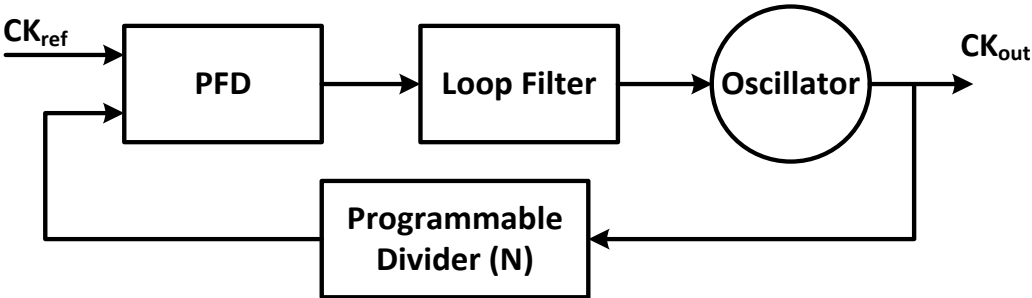 CKref
PFD
Loop Filter
Oscillator
CKout
Programmable
Divider (N)